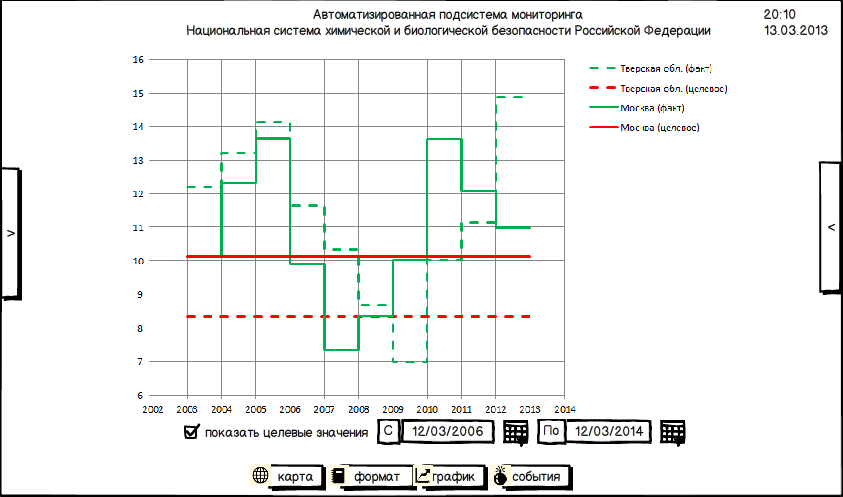 Автоматизированная подсистема мониторинга
20:10
Национальная система химической и биологической безопасности Российской Федерации
13.03.2013
16
15
14
13
12
11
10
9
8
7
6
2002 2003 2004 2005 2006 2007 2008 2009 2010 2011 2012 2013 2014
Тверская обл. (факт)
Тверская обл. (целевое)
Москва (факт)
Москва (целевое)
>
<
показать целевые значения С 12/03/2006 По 12/03/2014
карта формат график события